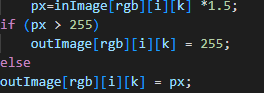 px=inImage[rgb][i][k] *1.5;
if (px > 255)
outImage[rgb][i][k] = 255;
else
outImage[rgb][i][k] = px;